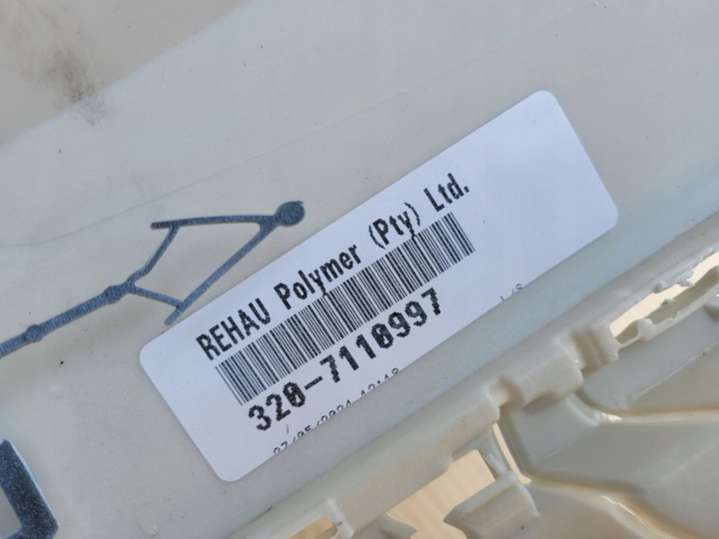 REHAU Polymer (Pty) Ltd.
320-7110997
L/S